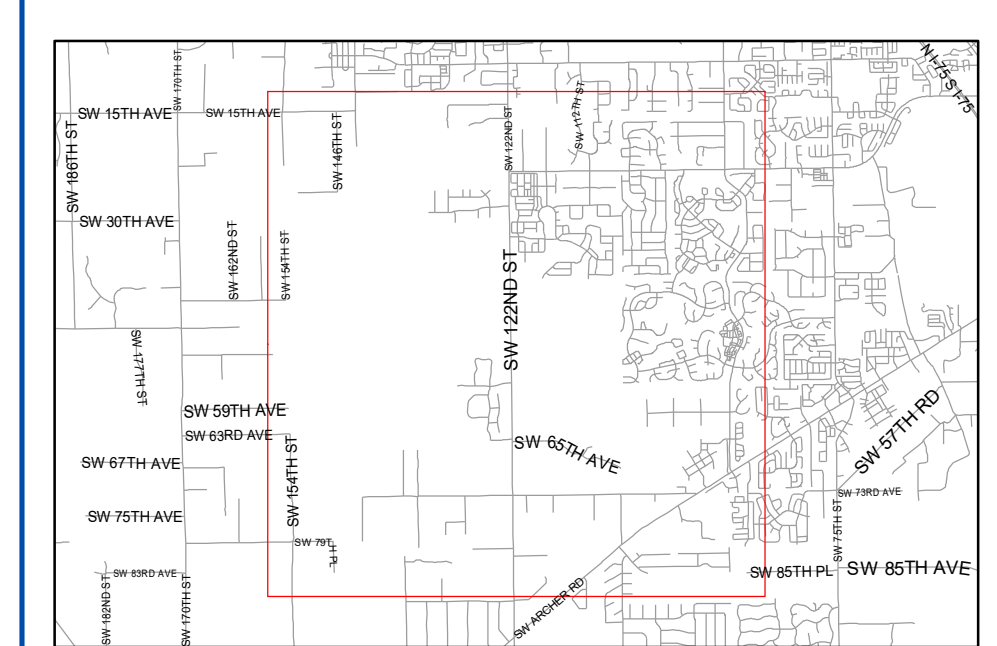 N I-75 S I-75
SW 170TH ST
SW 15TH AVE
SW 15TH AVE
SW 186TH ST
SW 146TH ST
SW 122ND ST
SW 112TH ST
SW 30TH AVE
SW 162ND ST
SW 154TH ST
SW 122ND ST
SW 177TH ST
SW 59TH AVE
SW 63RD AVE
SW 57TH RD
SW 65TH AVE
SW 67TH AVE
SW 154TH ST
SW 73RD AVE
SW 75TH AVE
SW 75TH ST
SW 79TH PL
SW 83RD AVE
SW 85TH PL
SW 85TH AVE
SW 182ND ST
SW 170TH ST
SW ARCHER RD